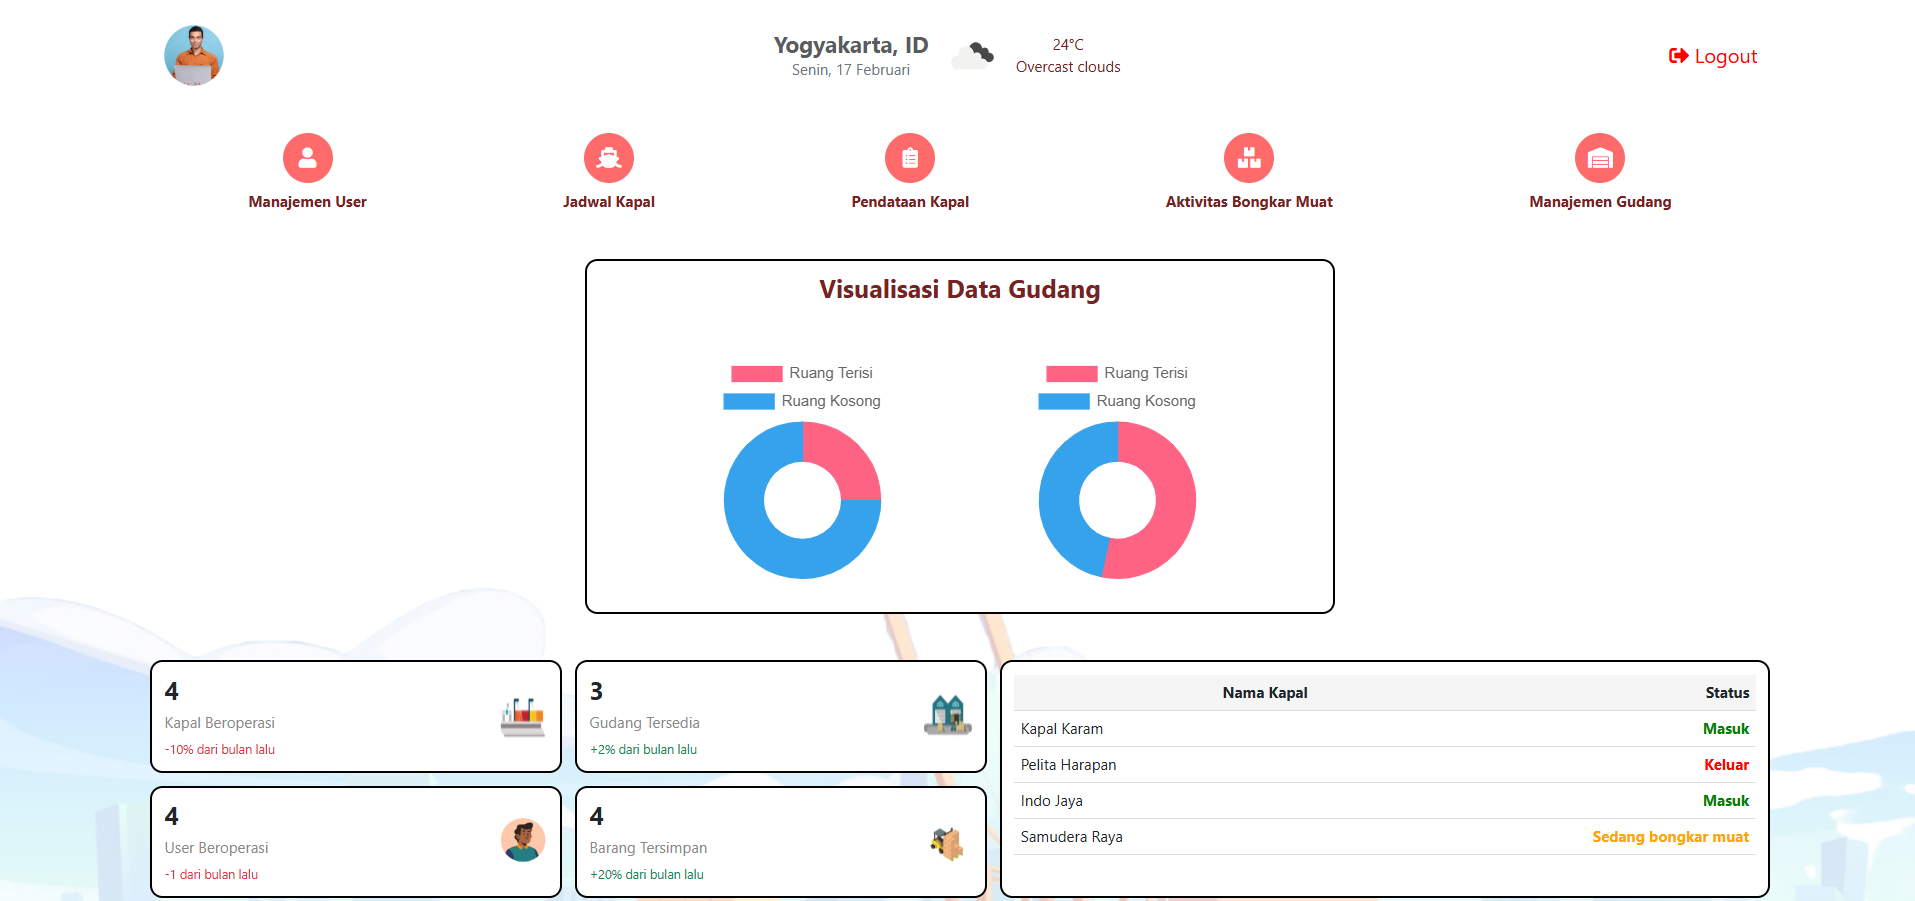 Yogyakarta, ID
Senin, 17 Februari
24°C
Overcast clouds
Logout
Manajemen User
Jadwal Kapal
Pendataan Kapal
Aktivitas Bongkar Muat
Manajemen Gudang
Visualisasi Data Gudang
Ruang Terisi
Ruang Kosong
Ruang Terisi
Ruang Kosong
4
Kapal Beroperasi
-10% dari bulan lalu
3
Gudang Tersedia
+2% dari bulan lalu
4
User Beroperasi
-1 dari bulan lalu
4
Barang Tersimpan
+20% dari bulan lalu
Nama Kapal Status
Kapal Karam Masuk
Pelita Harapan Keluar
Indo Jaya Masuk
Samudera Raya Sedang bongkar muat